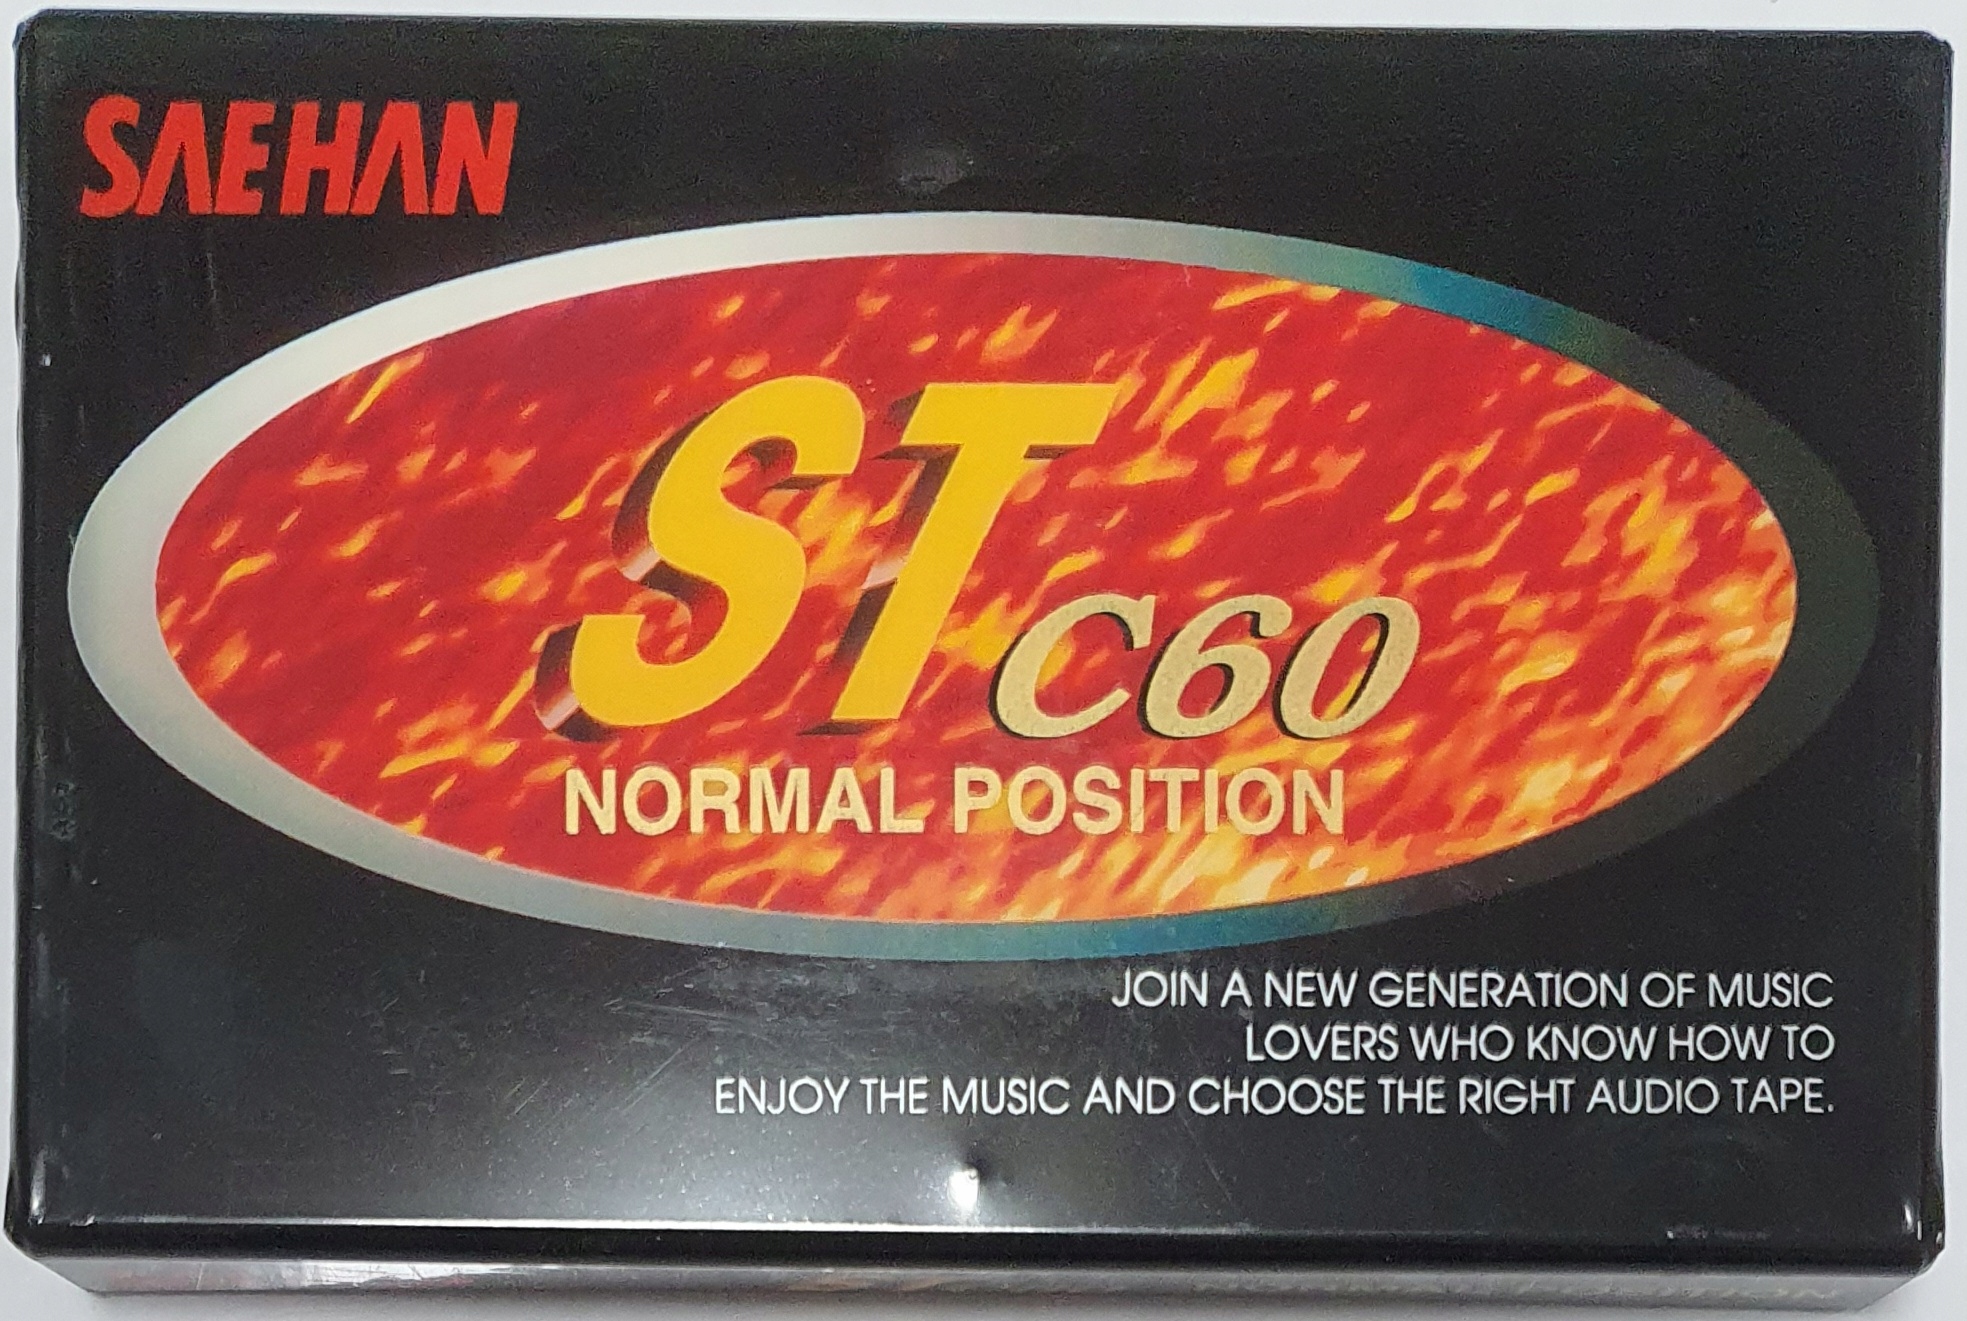 SAEHAN
ST C60
NORMAL POSITION
JOIN A NEW GENERATION OF MUSIC
LOVERS WHO KNOW HOW TO
ENJOY THE MUSIC AND CHOOSE THE RIGHT AUDIO TAPE.